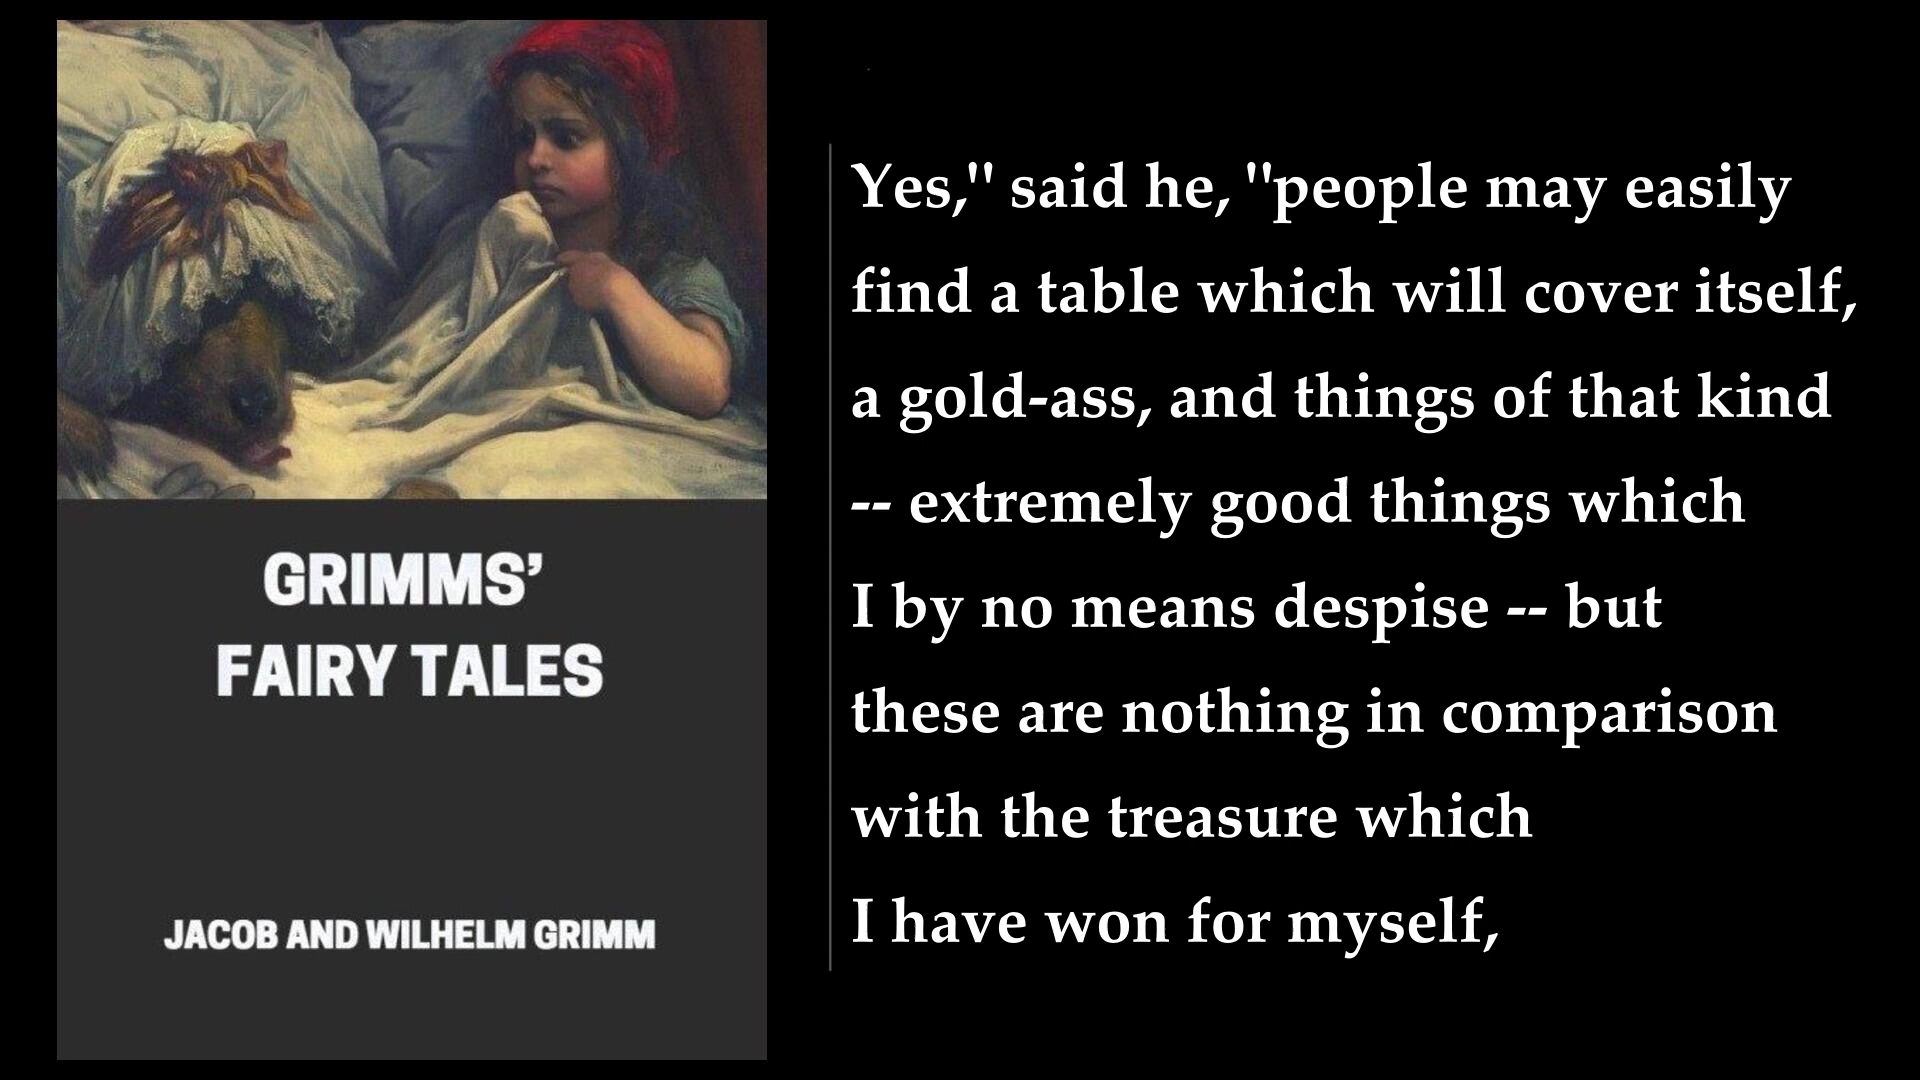 GRIMMS’
FAIRY TALES
JACOB AND WILHELM GRIMM
Yes," said he, "people may easily
find a table which will cover itself,
a gold-ass, and things of that kind
-- extremely good things which
I by no means despise -- but
these are nothing in comparison
with the treasure which
I have won for myself,